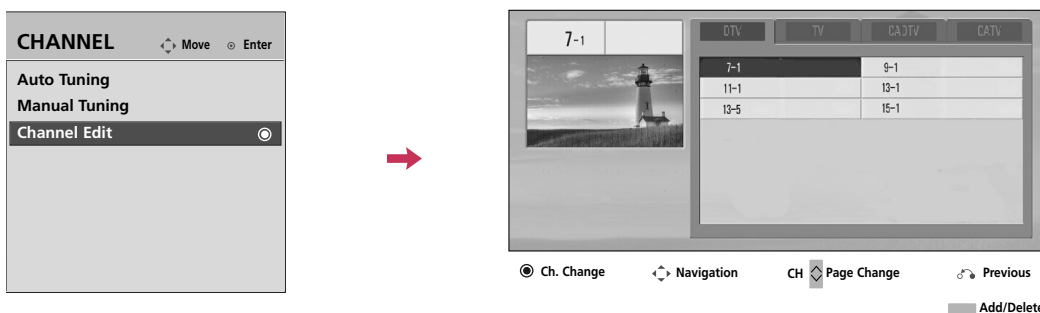 CHANNEL Move Enter
Auto Tuning
Manual Tuning
Channel Edit
7-1
DTV TV CADTV CATV
7-1 9-1
11-1 13-1
13-5 15-1
Ch. Change Navigation CH Page Change Previous
Add/Delete